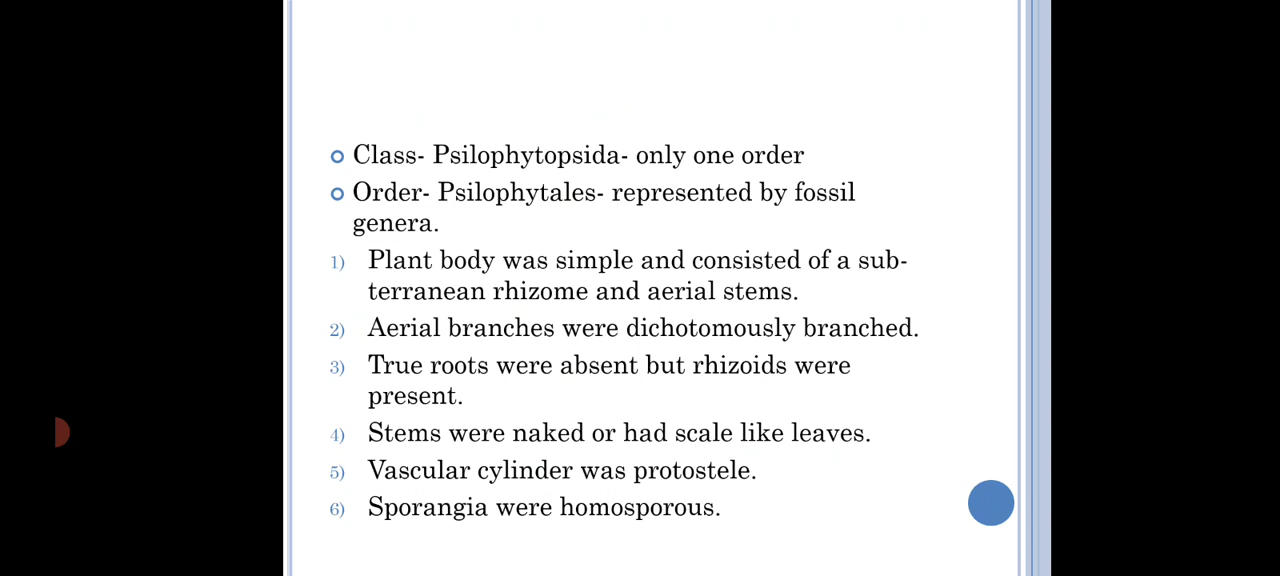 Class- Psilophytopsida- only one order
Order- Psilophytales- represented by fossil
genera.
1) Plant body was simple and consisted of a sub-
terranean rhizome and aerial stems.
2) Aerial branches were dichotomously branched.
3) True roots were absent but rhizoids were
present.
4) Stems were naked or had scale like leaves.
5) Vascular cylinder was protostele.
6) Sporangia were homosporous.